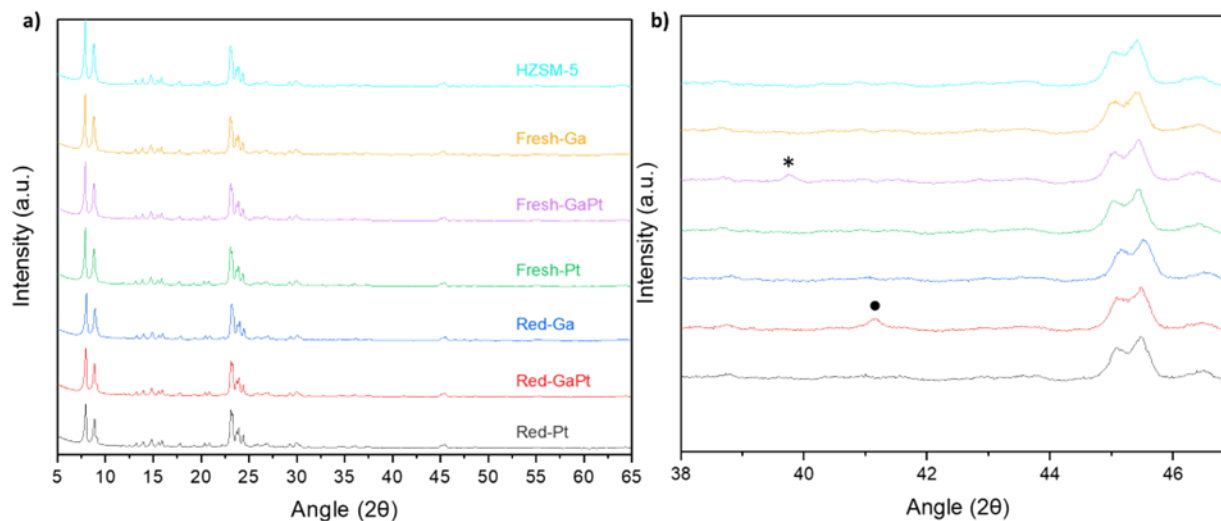 a)
Intensity (a.u.)
HZSM-5
Fresh-Ga
Fresh-GaPt
Fresh-Pt
Red-Ga
Red-GaPt
Red-Pt
5 10 15 20 25 30 35 40 45 50 55 60 65
Angle (2θ)
b)
Intensity (a.u.)
*
38 40 42 44 46
Angle (2θ)